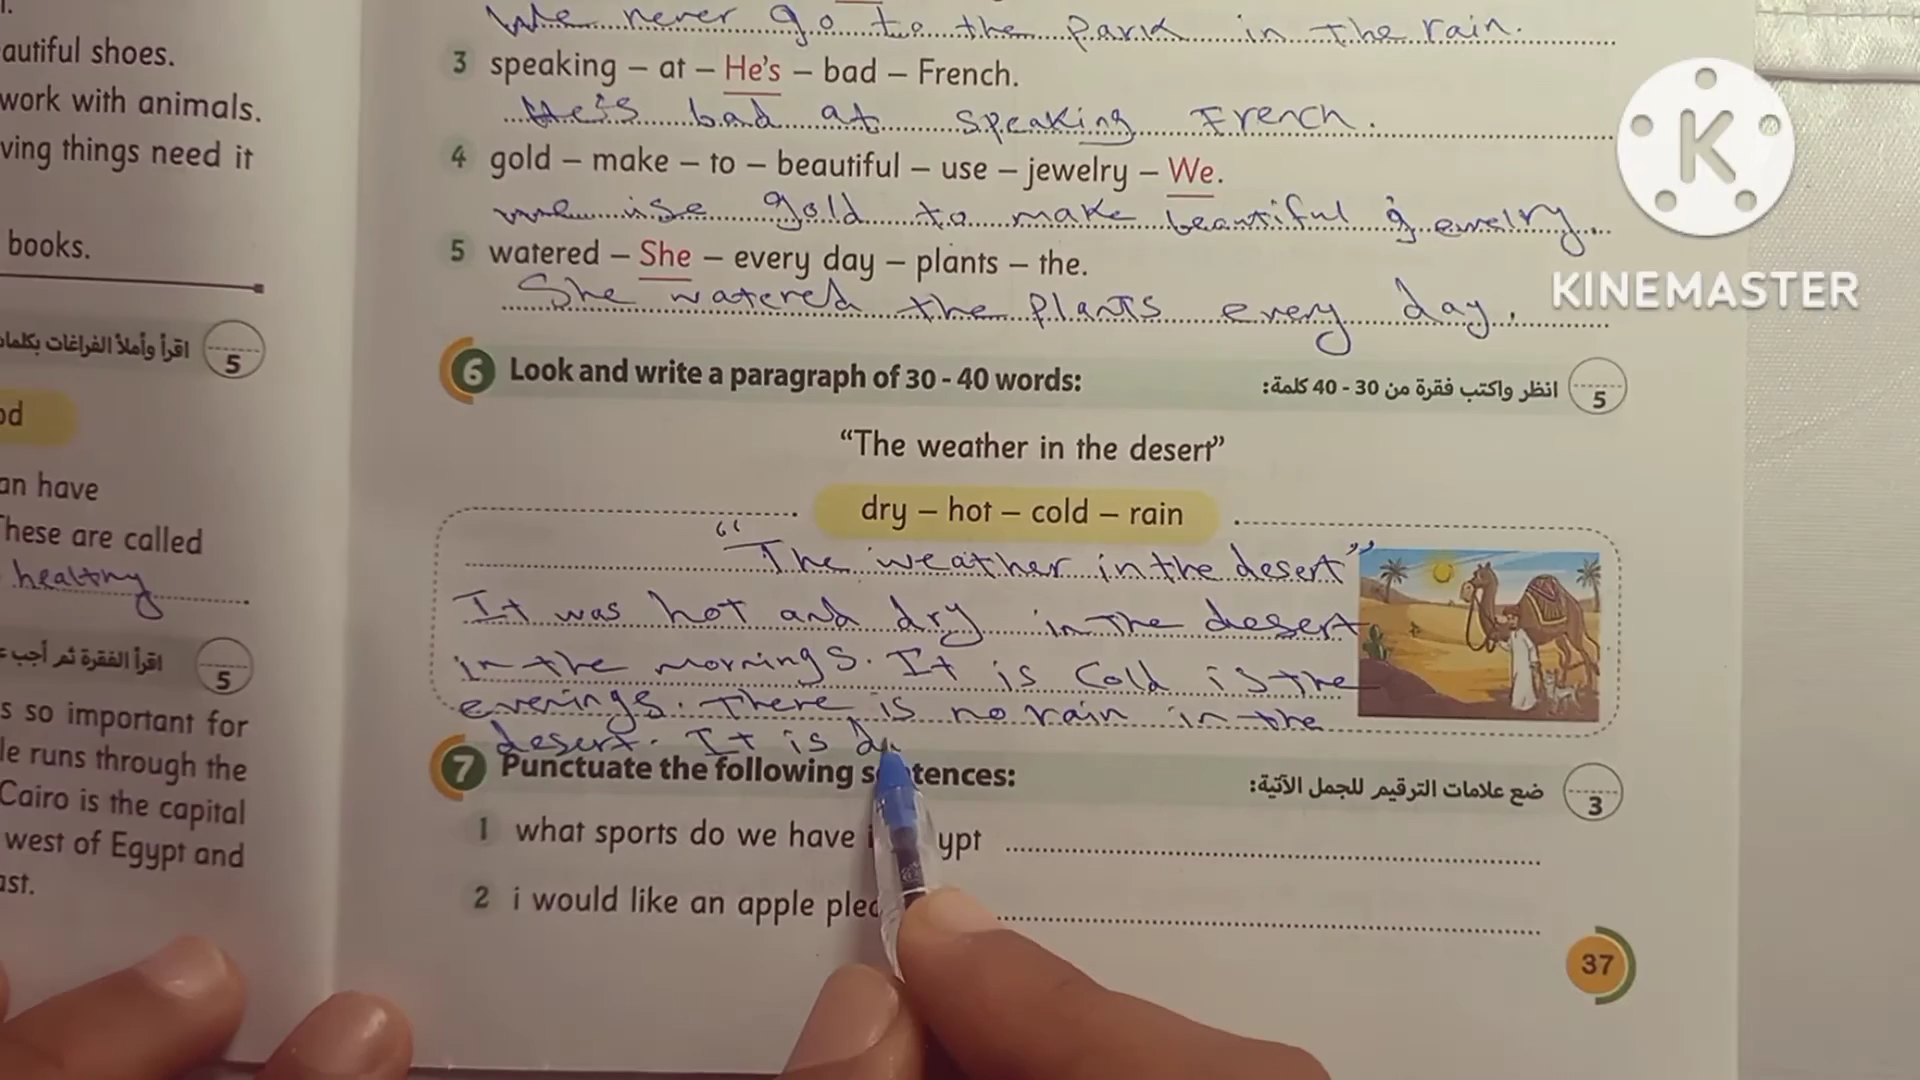 autiful shoes.
work with animals.
ving things need it
books.
5
اقرأ وأملأ الفراغات بكلما
od
an have
These are called
healthy
5
اقرأ الفقرة ثم أجب
s so important for
le runs through the
Cairo is the capital
west of Egypt and
ast.
We never go to the park in the rain.
3 speaking – at – He's – bad – French.
He's bad at speaking French.
4 gold – make – to – beautiful – use – jewelry – We.
we use gold to make beautiful jewelry.
5 watered – She – every day – plants – the.
She watered the plants every day.
6 Look and write a paragraph of 30 - 40 words: انظر واكتب فقرة من 30 - 40 كلمة: 5
“The weather in the desert”
dry – hot – cold – rain
“The weather in the desert”
It was hot and dry in the desert
in the mornings. It is cold is the
evenings. There is no rain in the
desert. It is
7 Punctuate the following sentences: ضع علامات الترقيم للجمل الآتية: 3
1 what sports do we have i ypt
2 i would like an apple plea
37
K
KINEMASTER